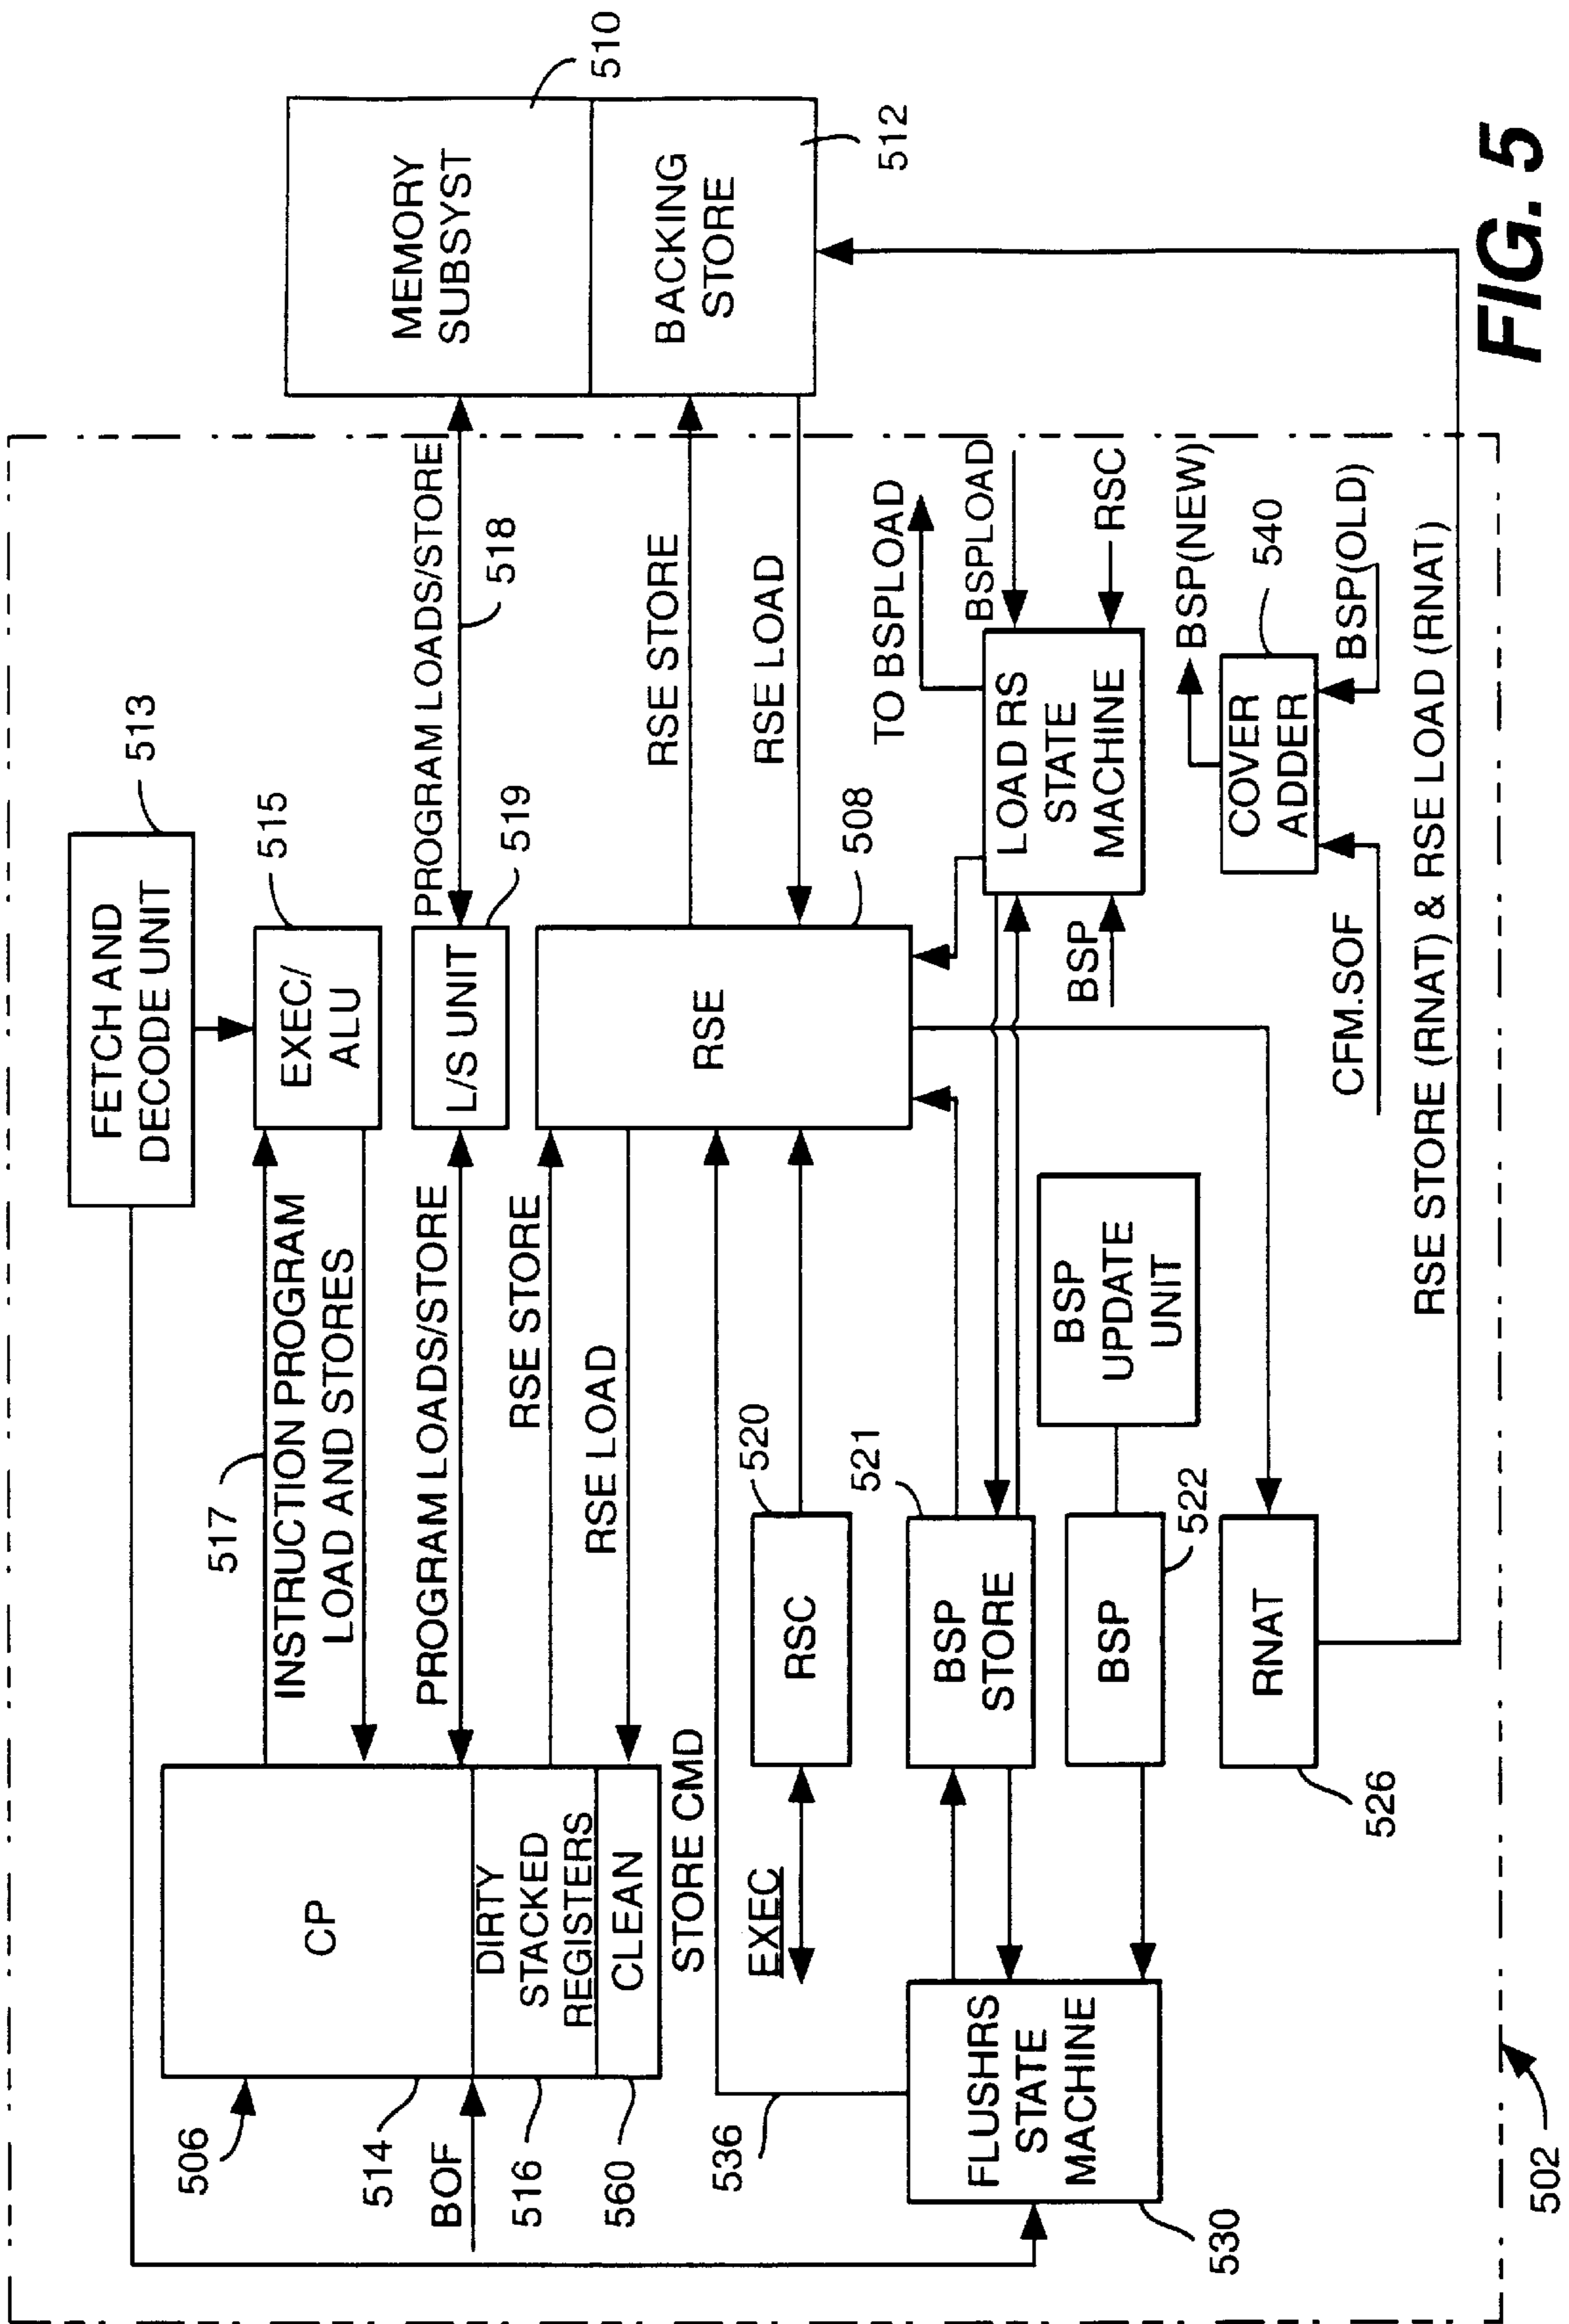 FETCH AND
DECODE UNIT
513
EXEC/
ALU
515
517
INSTRUCTION PROGRAM
LOAD AND STORES
506
CP
514
BOF
DIRTY
STACKED
REGISTERS
516
CLEAN
560
PROGRAM LOADS/STORE
L/S UNIT
519
PROGRAM LOADS/STORE
518
MEMORY
SUBSYST
510
BACKING
STORE
512
RSE STORE
RSE LOAD
RSE
508
RSE STORE
RSE LOAD
STORE CMD
536
EXEC
RSC
520
BSP
STORE
521
FLUSHRS
STATE
MACHINE
530
BSP
522
BSP
UPDATE
UNIT
RNAT
526
LOAD RS
STATE
MACHINE
BSP
TO BSPLOAD
BSPLOAD
RSC
COVER
ADDER
540
BSP(NEW)
BSP(OLD)
CFM.SOF
RSE STORE (RNAT) & RSE LOAD (RNAT)
502
FIG. 5